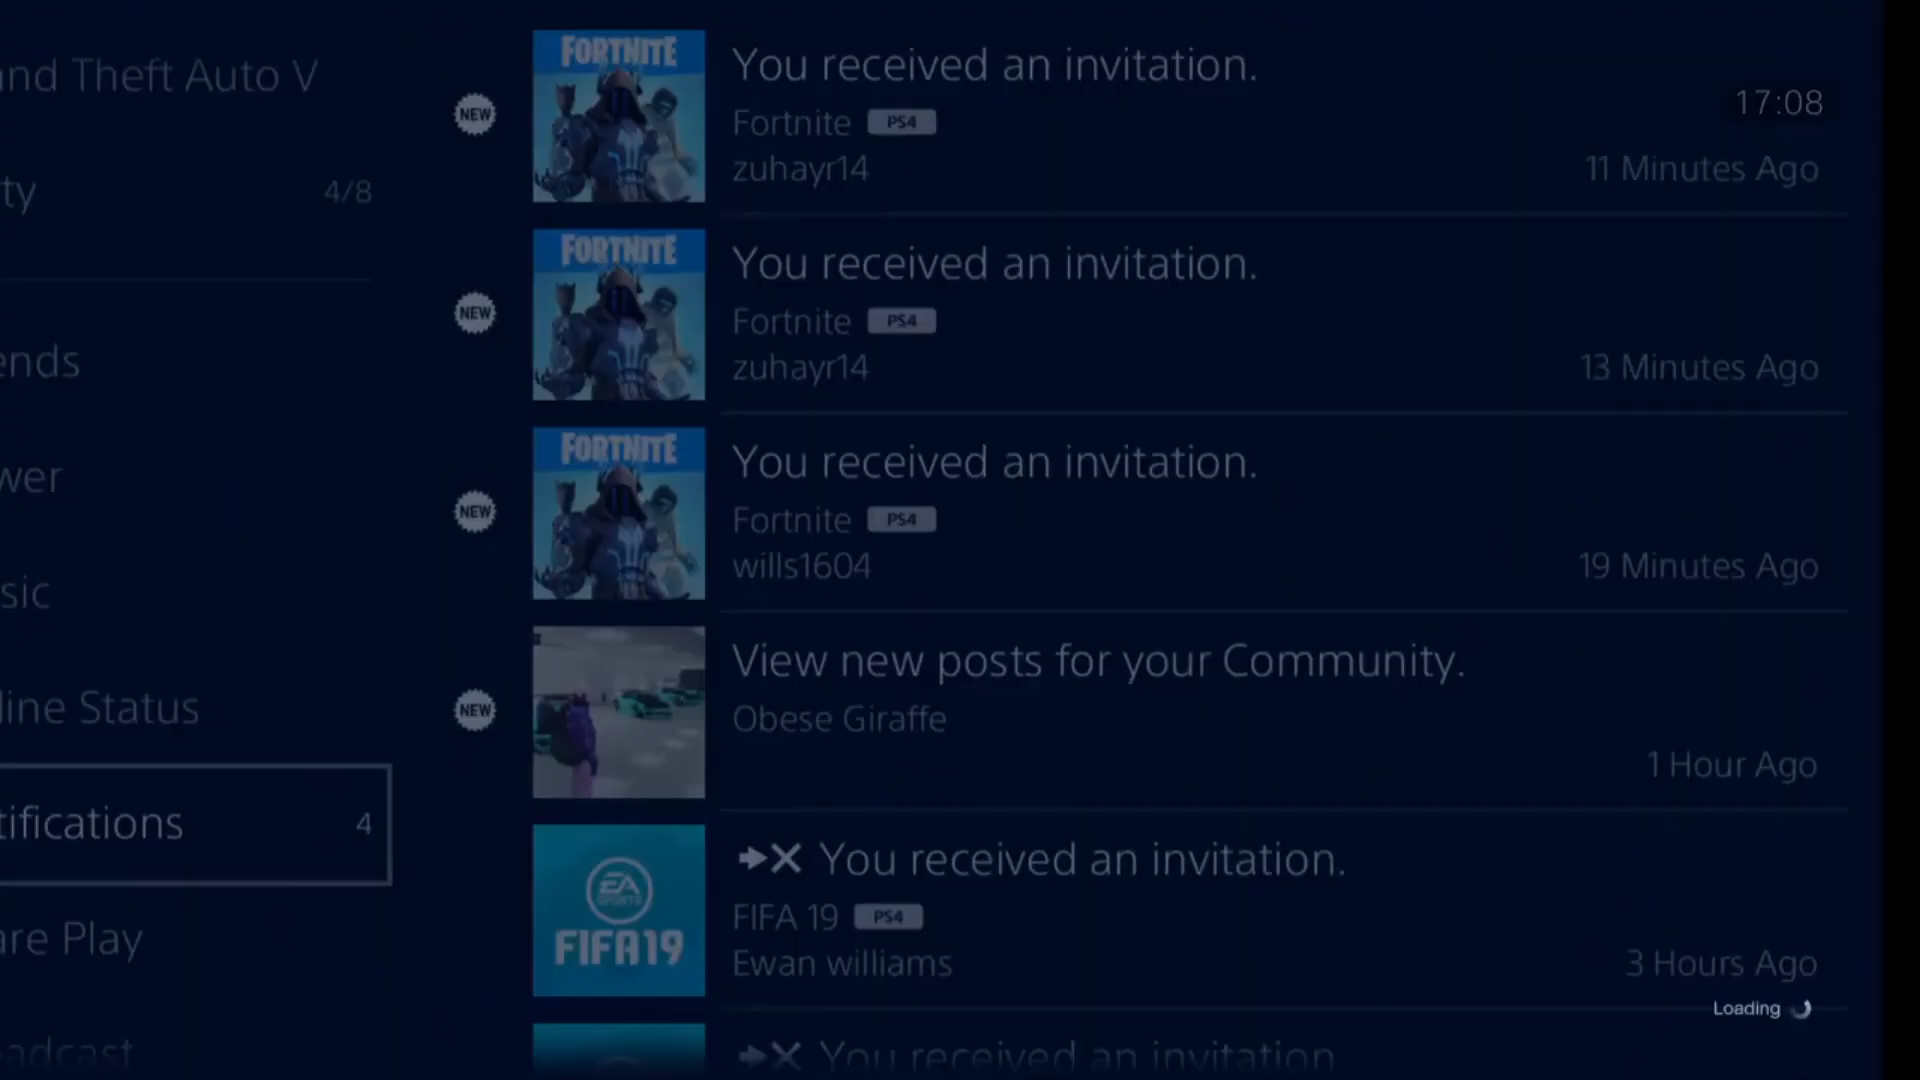 and Theft Auto V
ty 4/8
ends
wer
sic
line Status
tifications 4
are Play
adcast
17:08
NEW
FORTNITE
You received an invitation.
Fortnite PS4
zuhayr14
11 Minutes Ago
NEW
FORTNITE
You received an invitation.
Fortnite PS4
zuhayr14
13 Minutes Ago
NEW
FORTNITE
You received an invitation.
Fortnite PS4
wills1604
19 Minutes Ago
NEW
View new posts for your Community.
Obese Giraffe
1 Hour Ago
EA
SPORTS
FIFA19
You received an invitation.
FIFA 19 PS4
Ewan williams
3 Hours Ago
Loading
You received an invitation